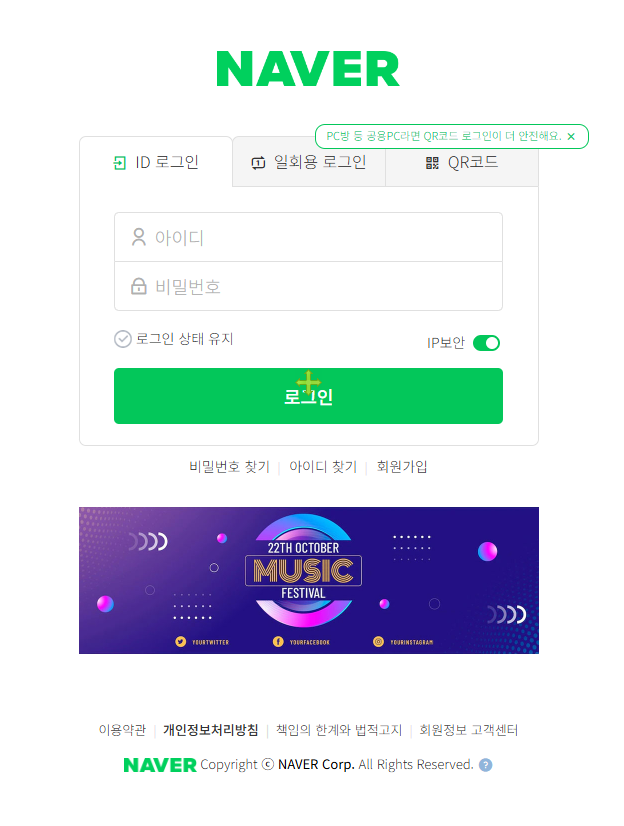 NAVER
PC방 등 공용PC라면 QR코드 로그인이 더 안전해요. ✕
ID 로그인 1 일회용 로그인 QR코드
아이디
비밀번호
로그인 상태 유지 IP보안
로그인
비밀번호 찾기 | 아이디 찾기 | 회원가입
22TH OCTOBER
MUSIC
FESTIVAL
YOURTWITTER YOURFACEBOOK YOURINSTAGRAM
이용약관 | 개인정보처리방침 | 책임의 한계와 법적고지 | 회원정보 고객센터
NAVER Copyright ⓒ NAVER Corp. All Rights Reserved. ?